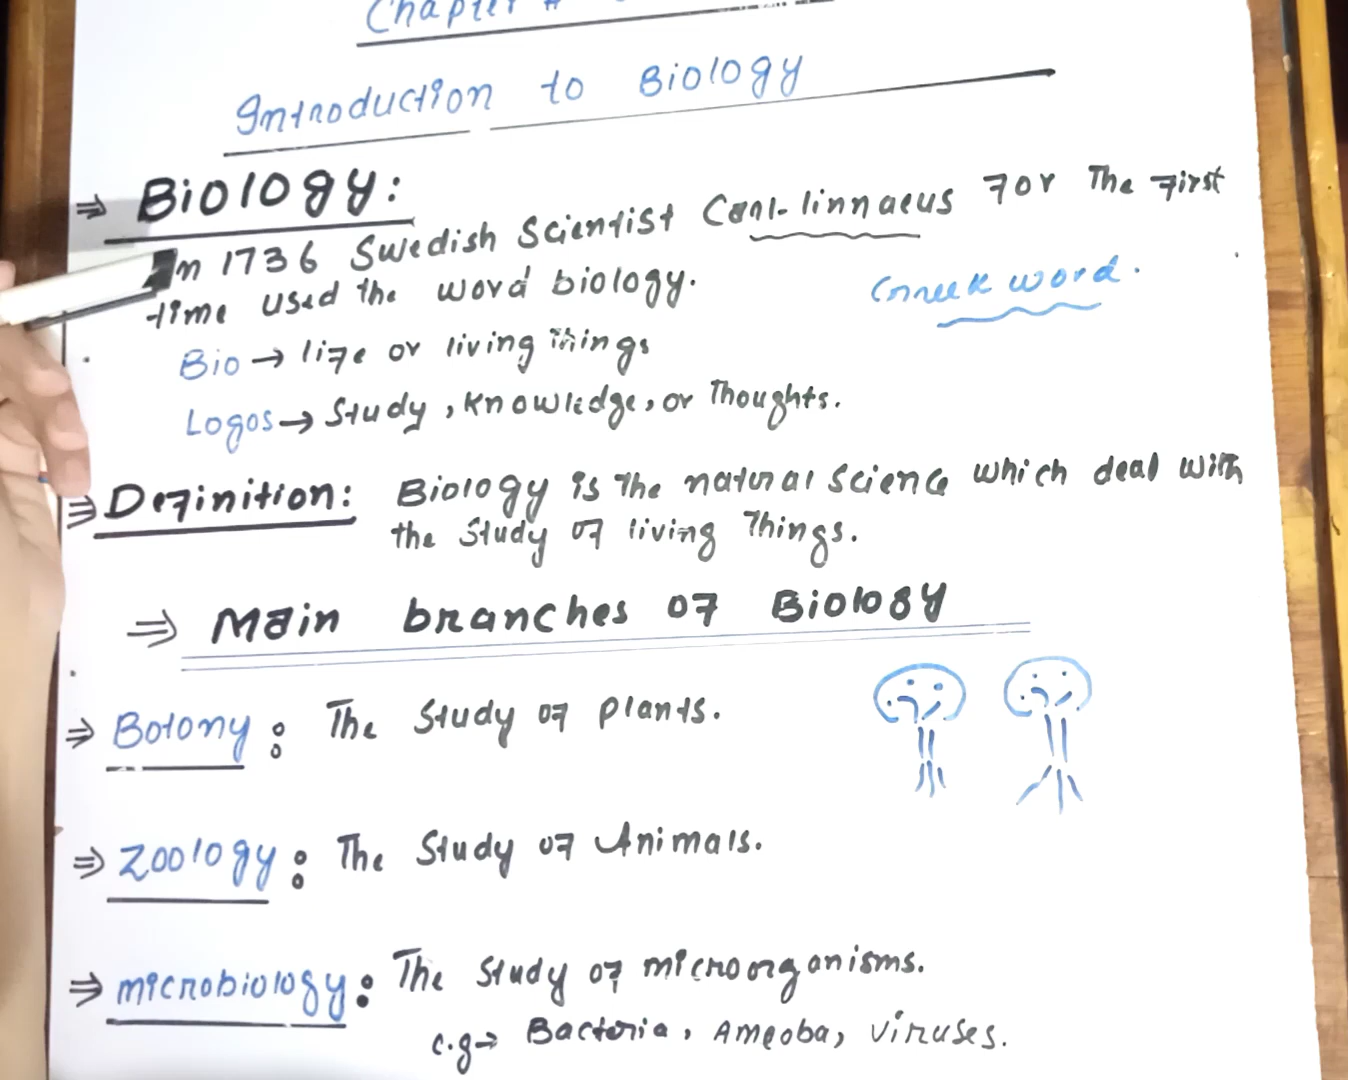 Chapter #
Introduction to Biology
⇒ Biology:
In 1736 Swedish Scientist Carl-linnaeus for The first
time used the word biology.
Greek word.
Bio → life or living things
Logos → Study, Knowledge, or Thoughts.
⇒ Definition: Biology is the natural science which deal with
the Study of living Things.
⇒ Main branches of Biology
⇒ Botony: The Study of plants.
⇒ Zoology: The Study of Animals.
⇒ microbiology: The Study of microorganisms.
e.g → Bacteria, Ameoba, Viruses.